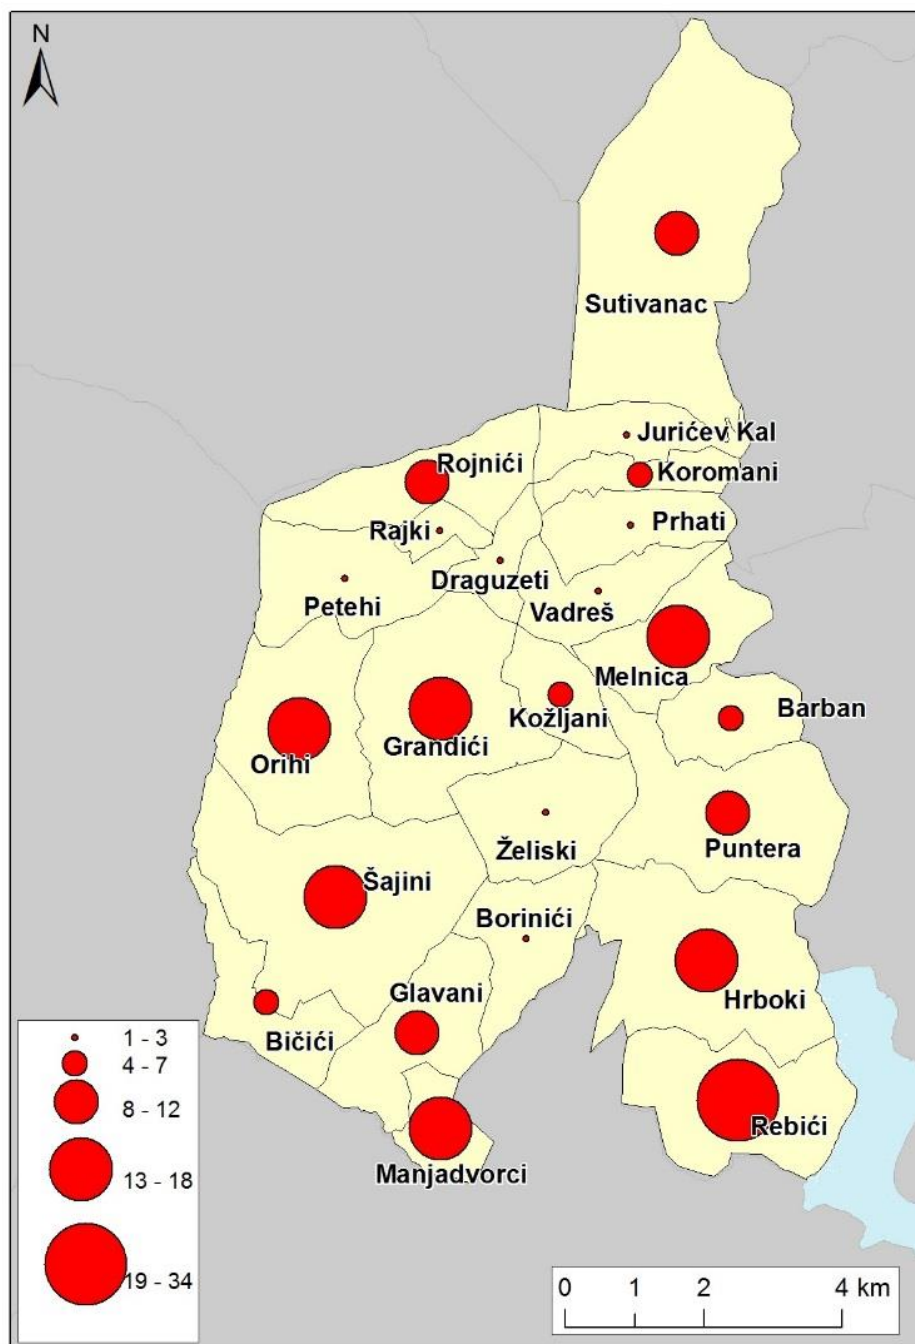 N
Sutivanac
Jurićev Kal
Rojnići
Koromani
Rajki
Prhati
Draguzeti
Petehi
Vadreš
Melnica
Kožljani
Barban
Grandići
Orihi
Puntera
Želiski
Šajini
Borinići
Glavani
Hrboki
Bičići
Rebići
Manjadvorci
1 - 3
4 - 7
8 - 12
13 - 18
19 - 34
0 1 2 4 km